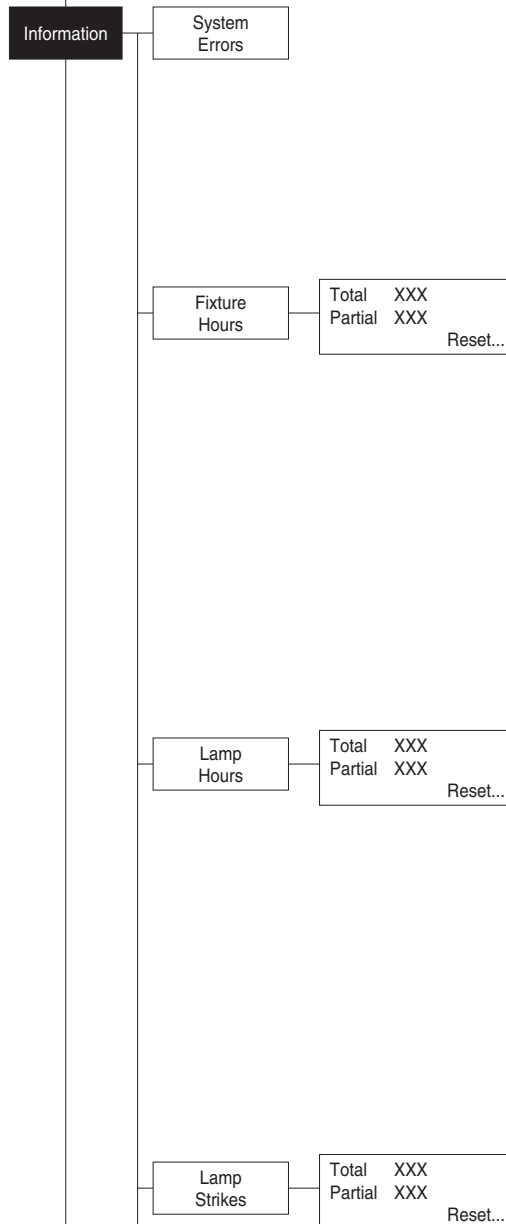 Information
System
Errors
Fixture
Hours
Total XXX
Partial XXX
Reset...
Lamp
Hours
Total XXX
Partial XXX
Reset...
Lamp
Strikes
Total XXX
Partial XXX
Reset...